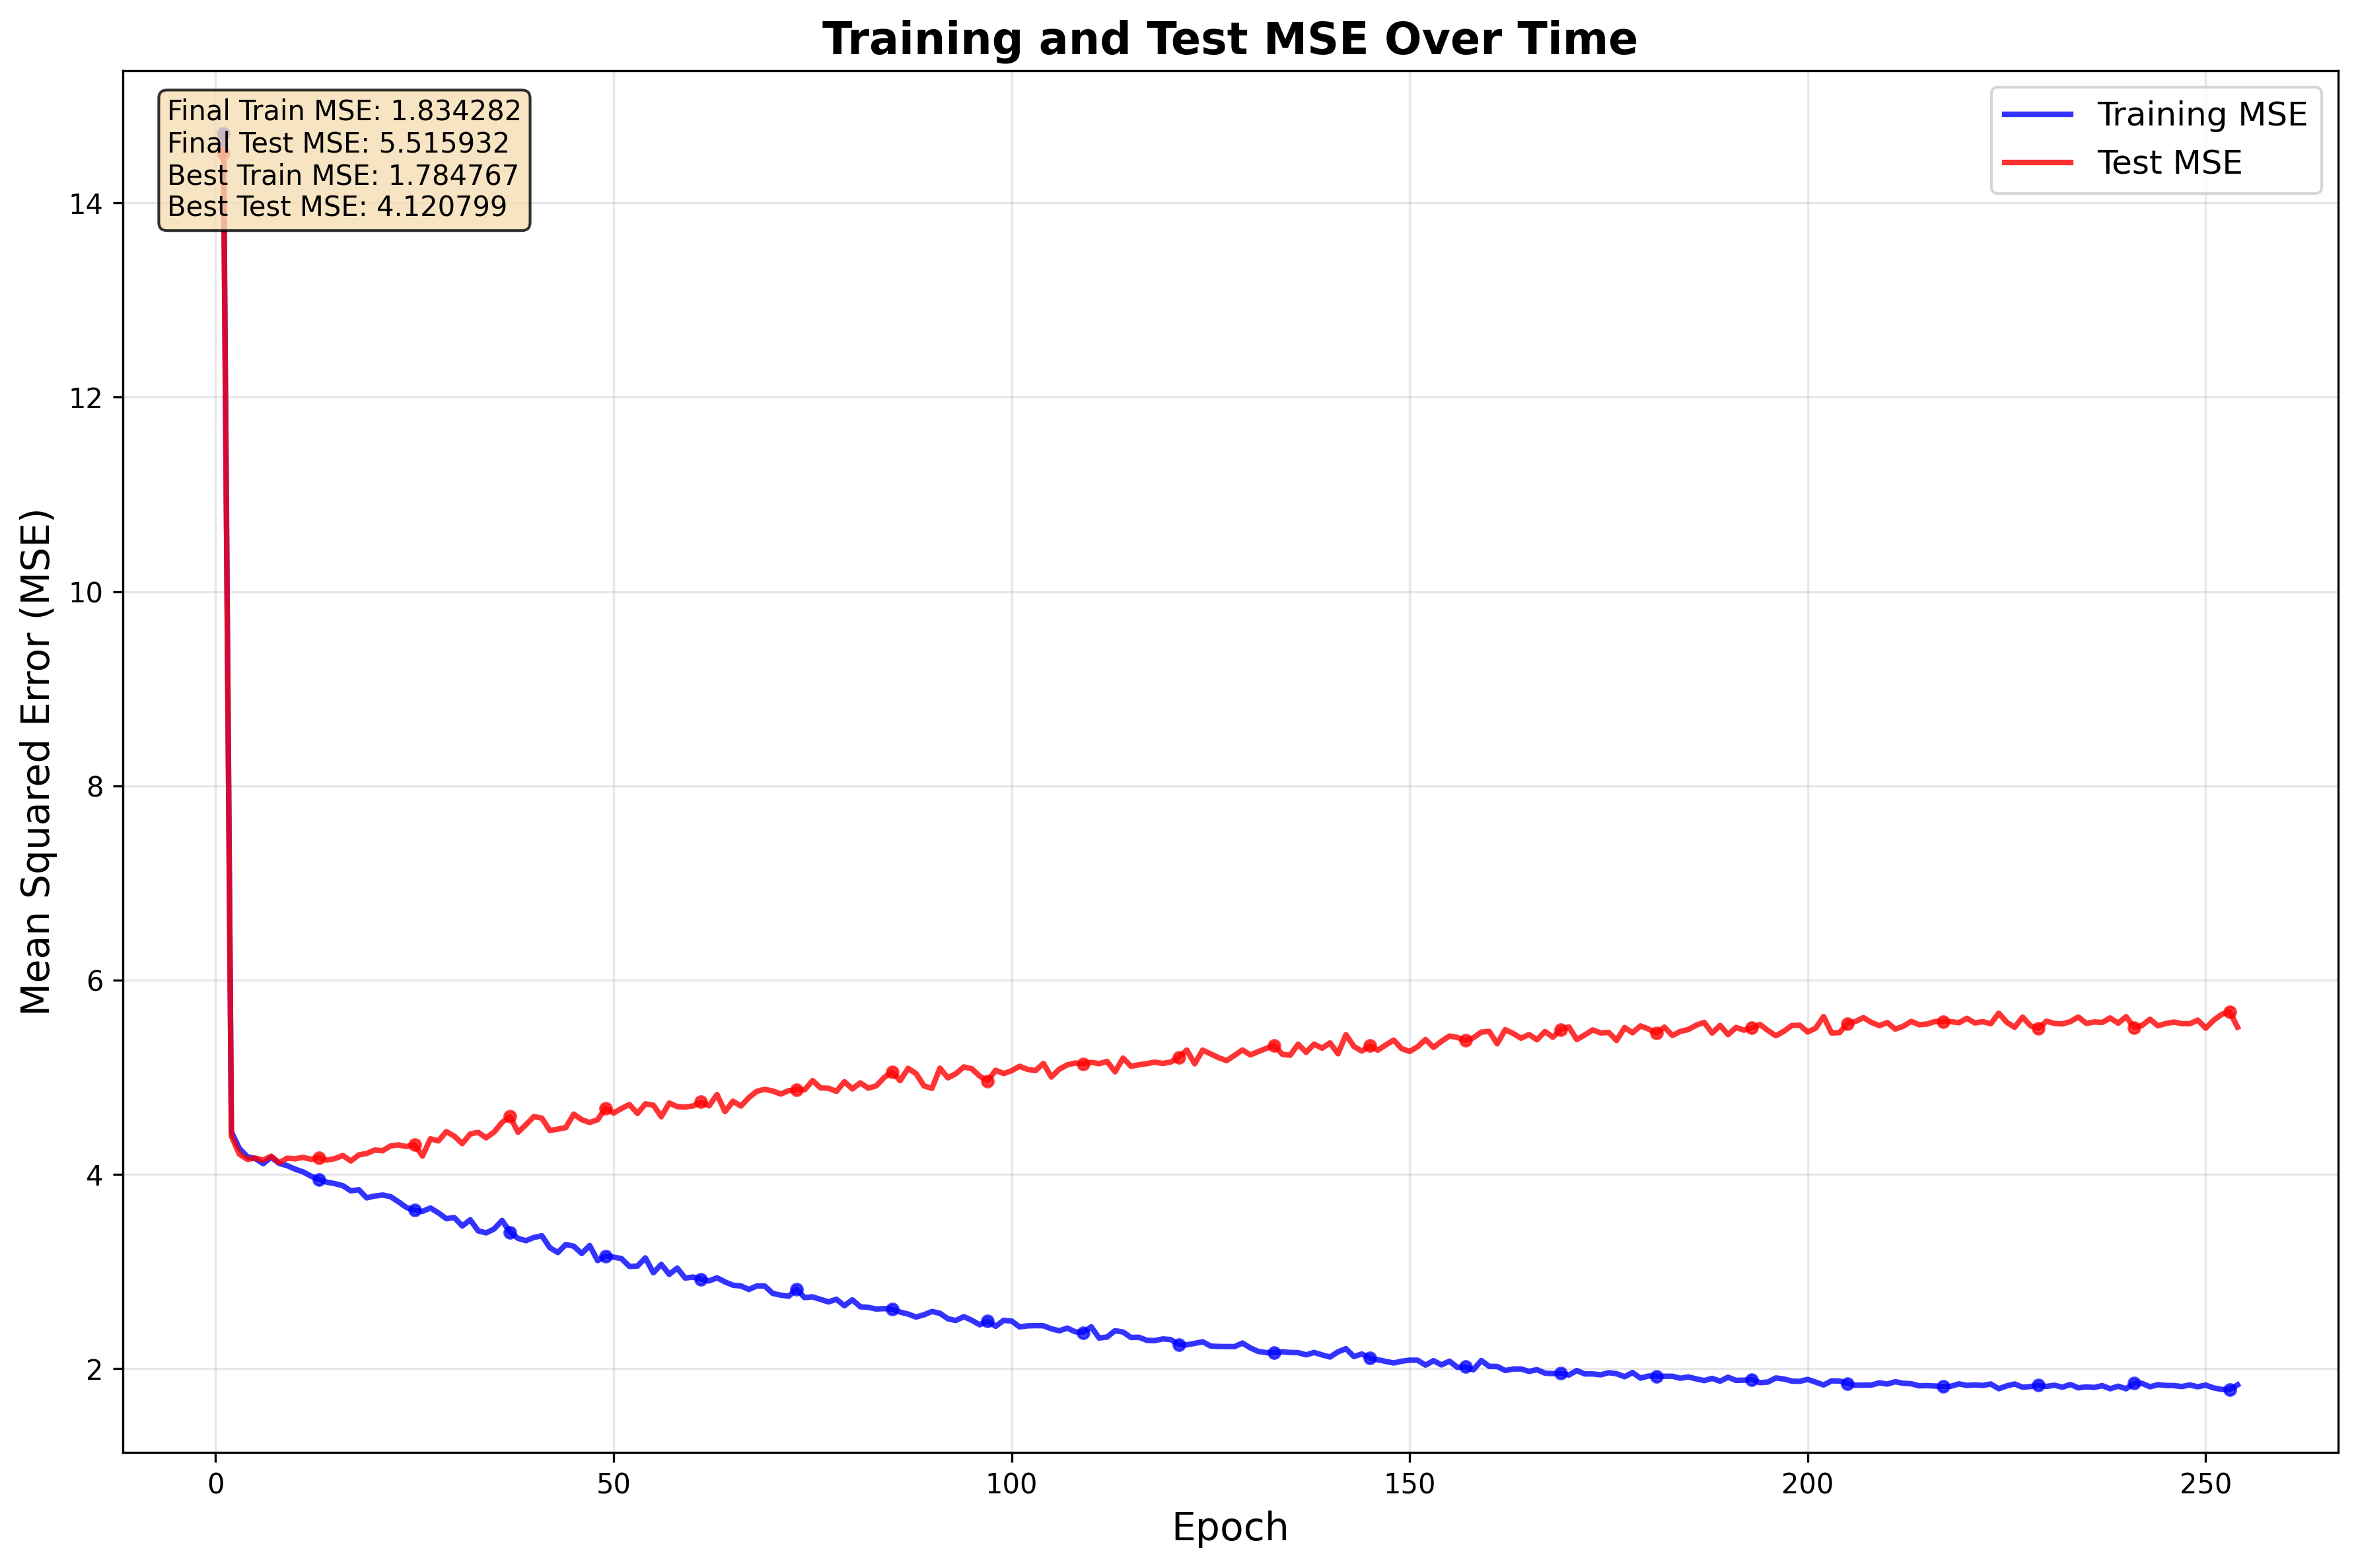 Training and Test MSE Over Time
Final Train MSE: 1.834282
Final Test MSE: 5.515932
Best Train MSE: 1.784767
Best Test MSE: 4.120799
Training MSE
Test MSE
Mean Squared Error (MSE)
14
12
10
8
6
4
2
0 50 100 150 200 250
Epoch